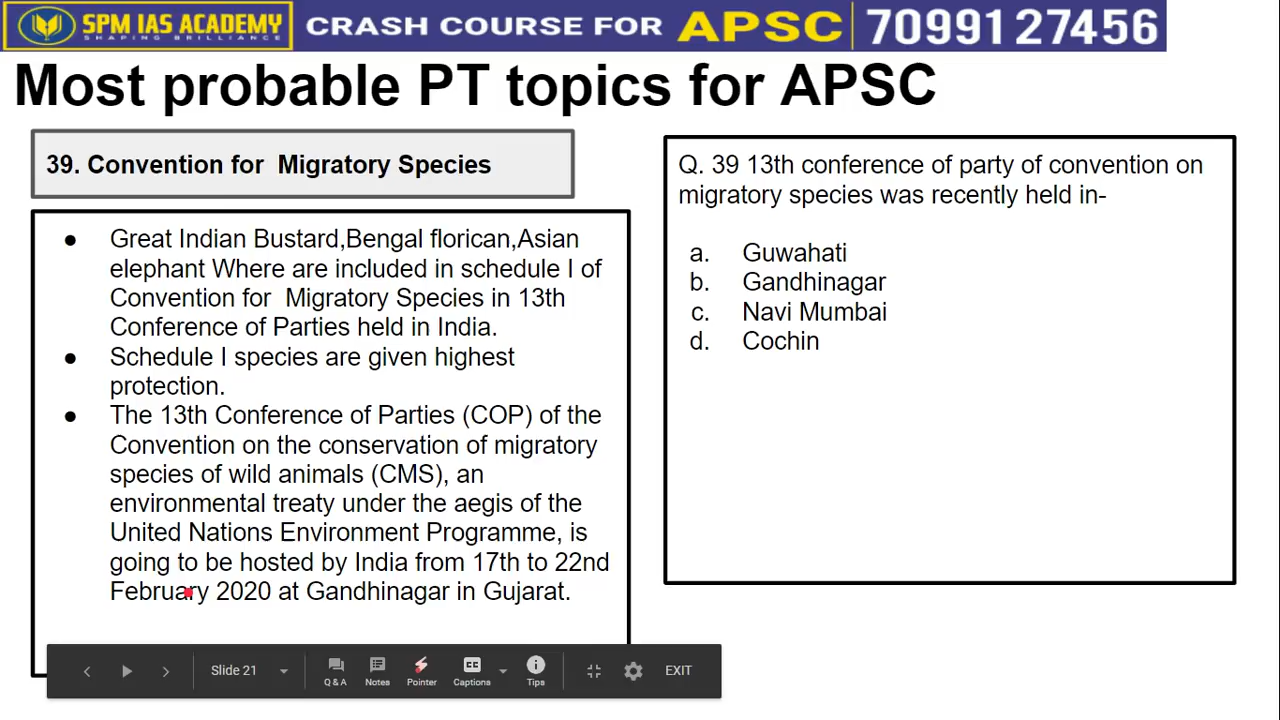 SPM IAS ACADEMY
SHAPING BRILLIANCE
CRASH COURSE FOR APSC 7099127456
Most probable PT topics for APSC
39. Convention for Migratory Species
● Great Indian Bustard,Bengal florican,Asian
elephant Where are included in schedule I of
Convention for Migratory Species in 13th
Conference of Parties held in India.
● Schedule I species are given highest
protection.
● The 13th Conference of Parties (COP) of the
Convention on the conservation of migratory
species of wild animals (CMS), an
environmental treaty under the aegis of the
United Nations Environment Programme, is
going to be hosted by India from 17th to 22nd
February 2020 at Gandhinagar in Gujarat.
Q. 39 13th conference of party of convention on
migratory species was recently held in-
a. Guwahati
b. Gandhinagar
c. Navi Mumbai
d. Cochin
Slide 21
Q & A
Notes
Pointer
CC
Captions
Tips
EXIT